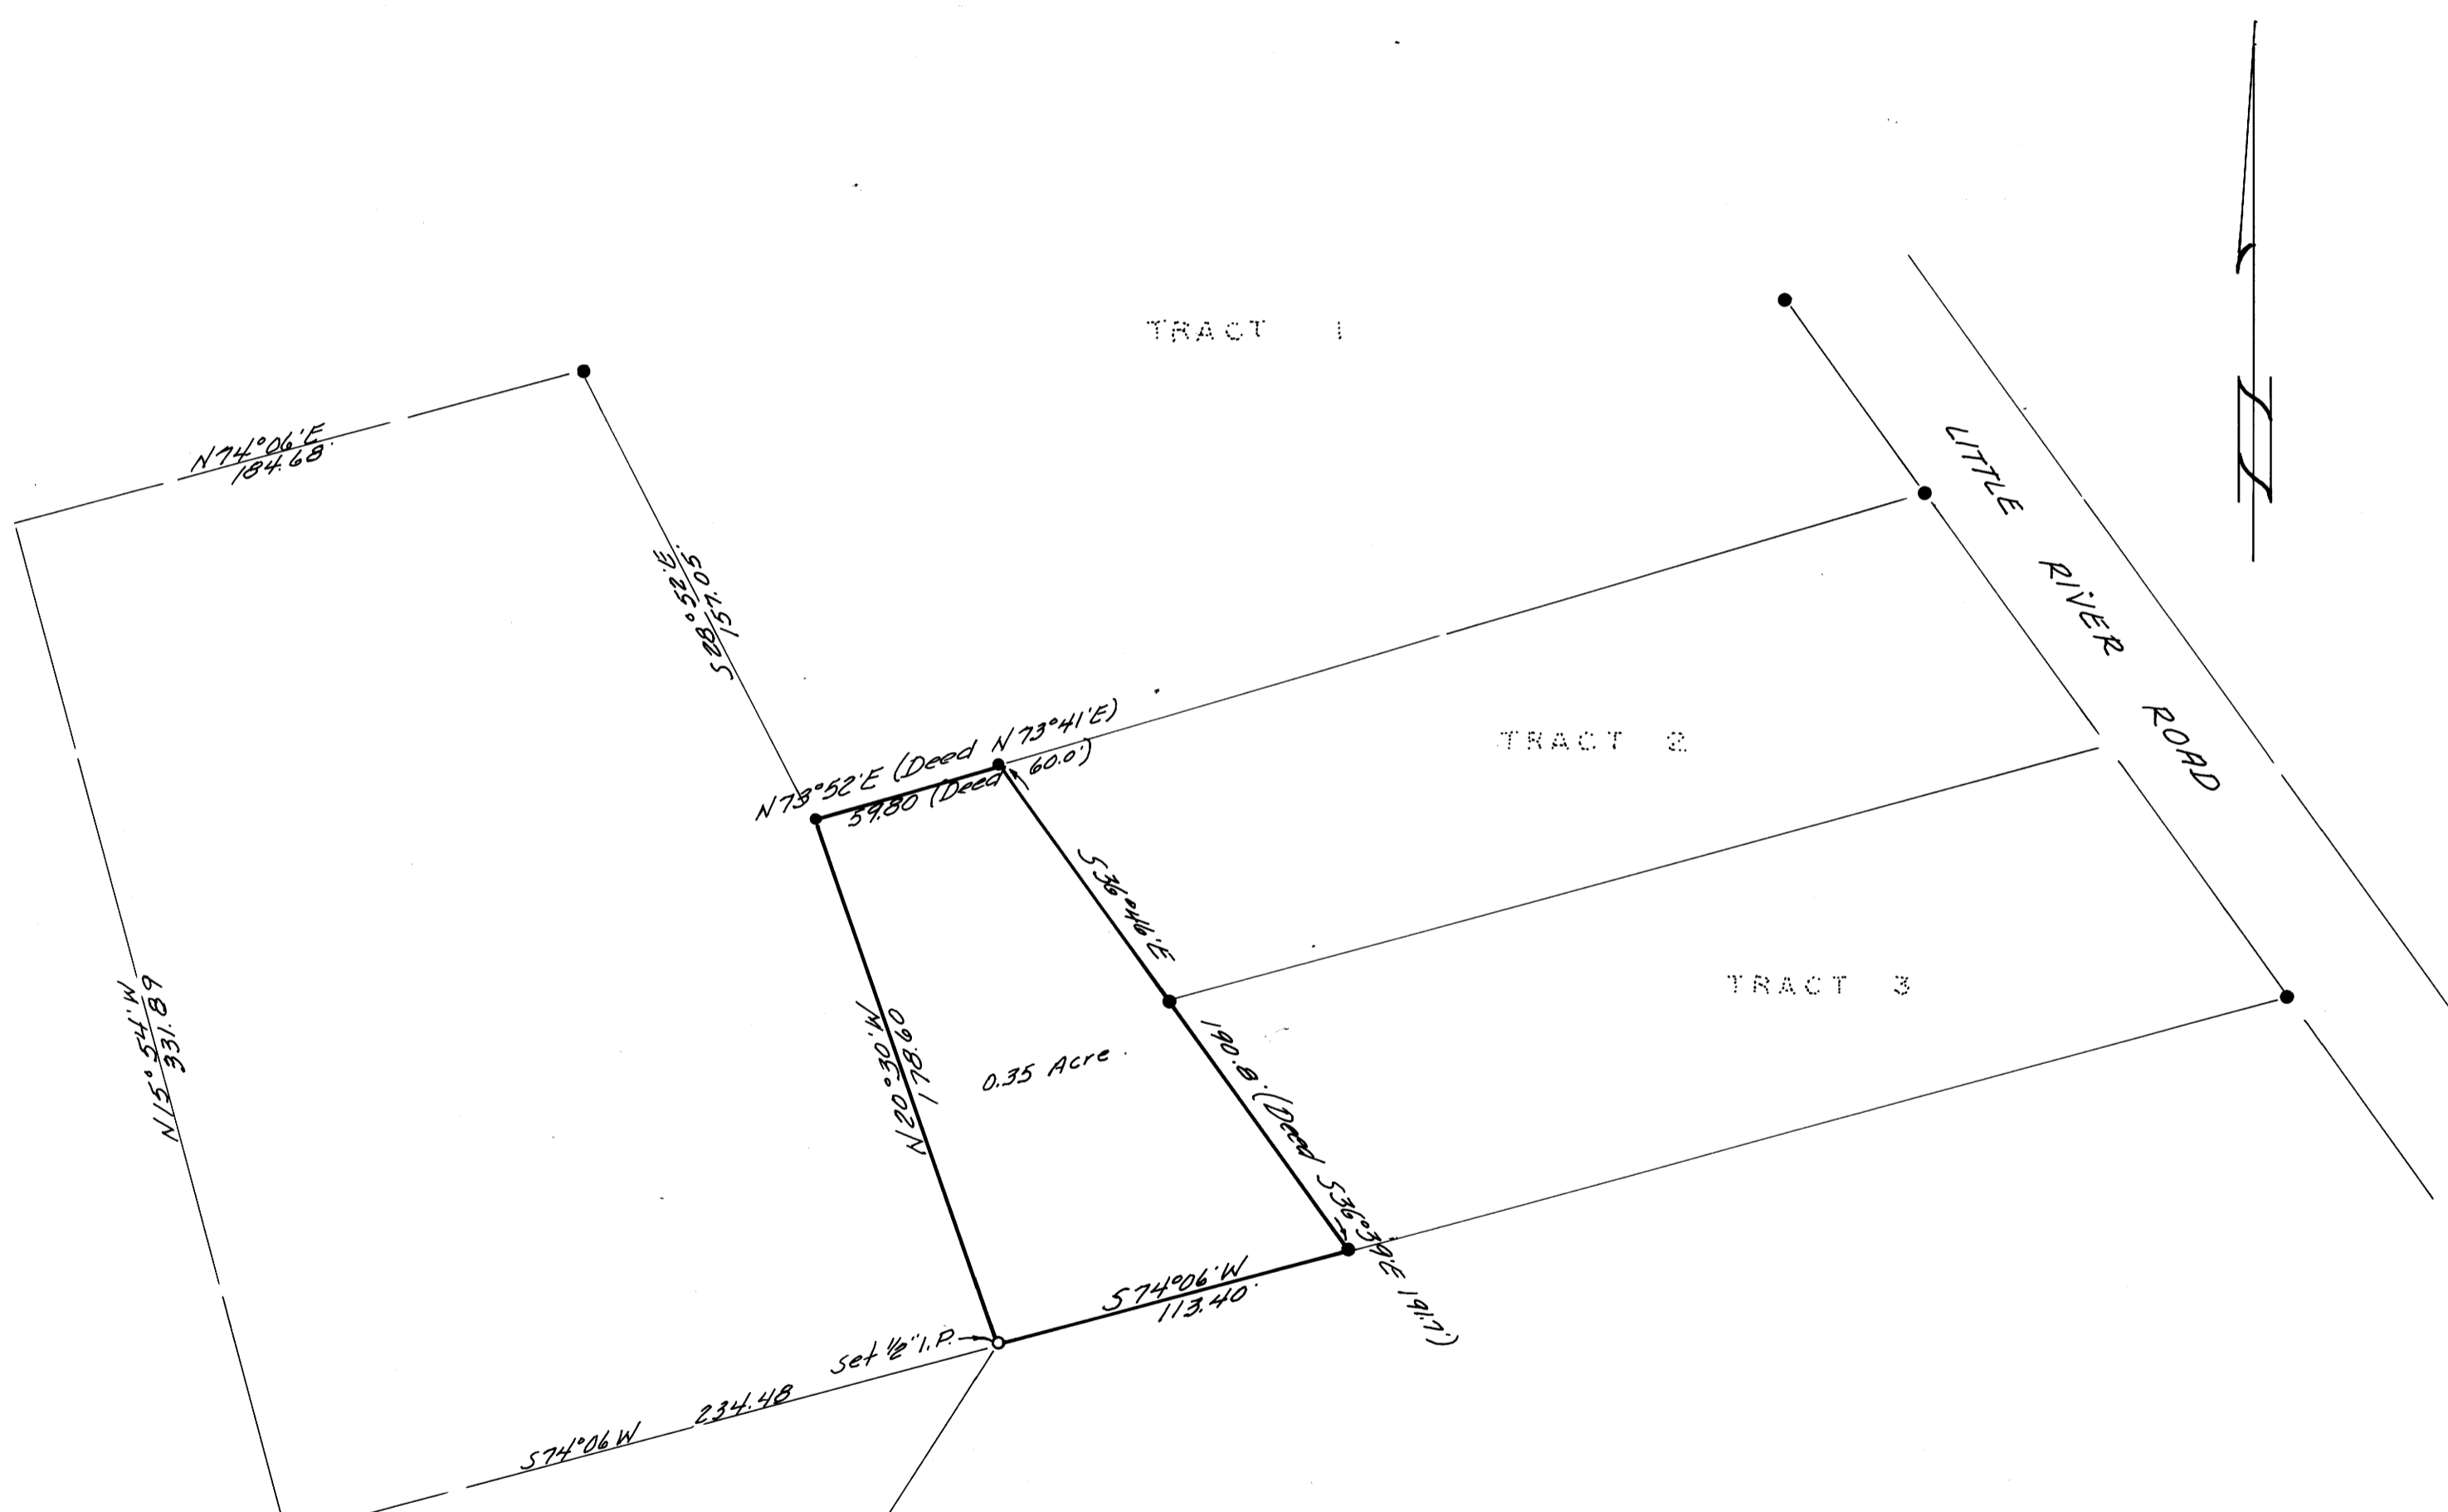 TRACT 1
N74°06'E
184.68'
LITTLE RIVER ROAD
N
S28°52'E
157.05'
N73°52'E (Deed N73°41'E)
59.80 (Deed 60.0')
TRACT 2
S36°46'E
190.8' (Deed S36°39'E 191.7')
TRACT 3
N15°54'W
331.89
N20°30'W
178.90
0.35 Acre
S74°06'W
113.40'
Set 1/2" I.P.
S74°06'W 234.48